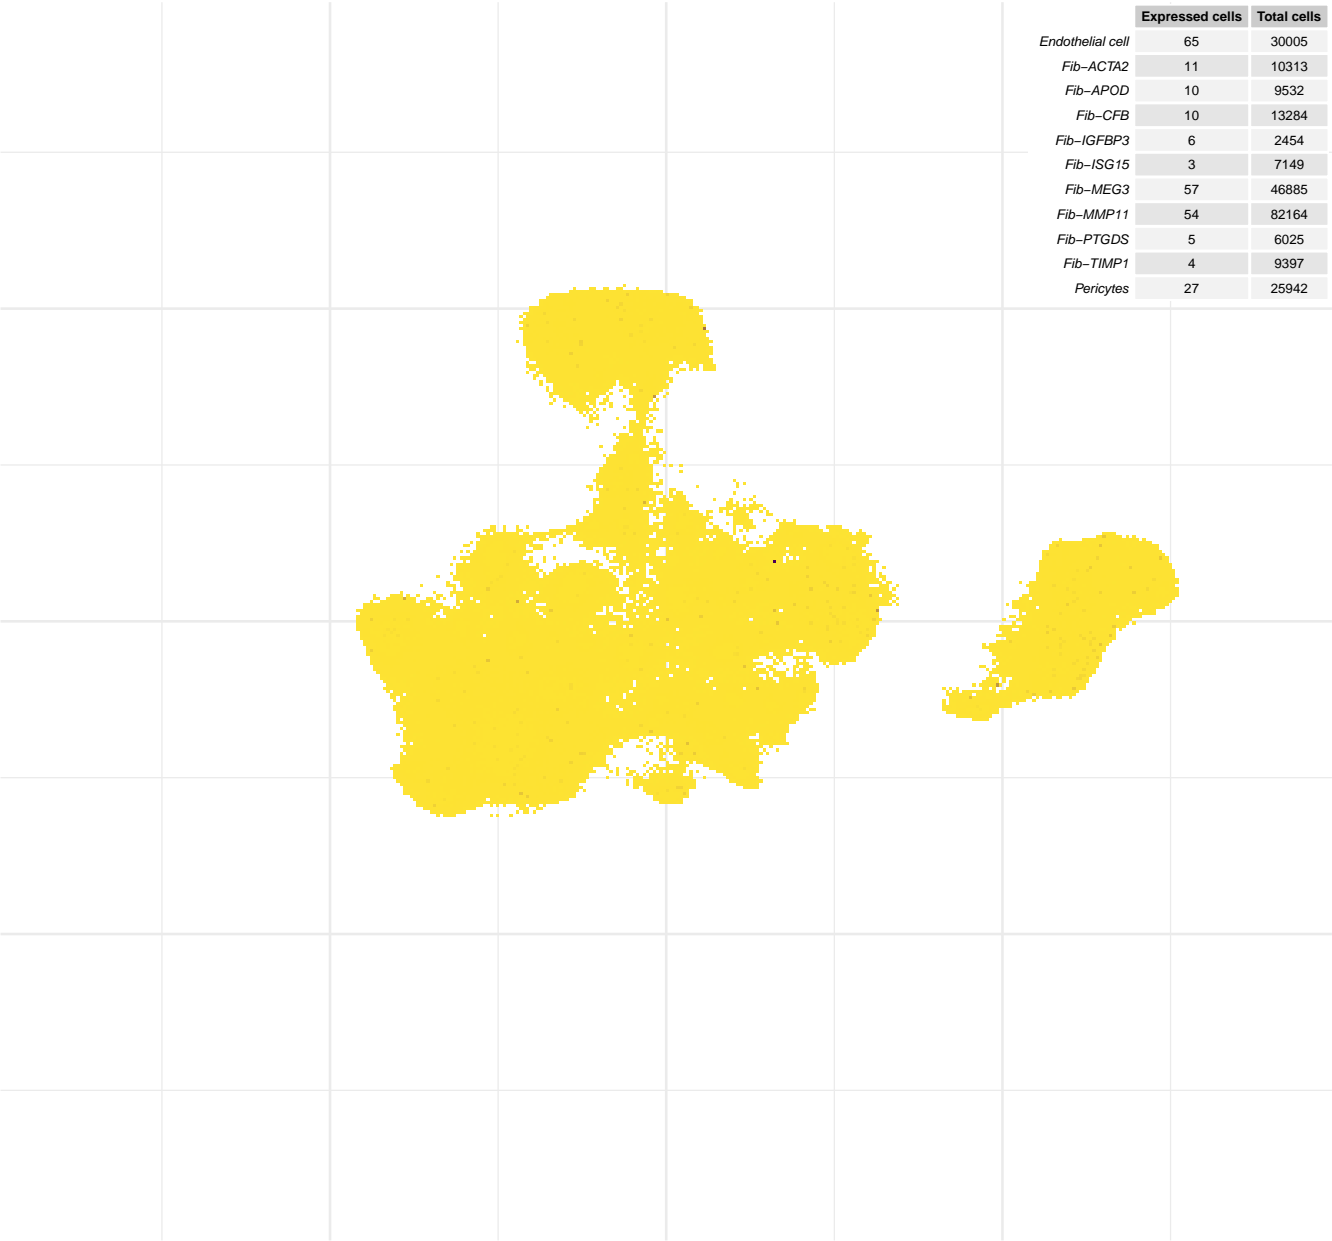 Expressed cells Total cells
Endothelial cell 65 30005
Fib−ACTA2 11 10313
Fib−APOD 10 9532
Fib−CFB 10 13284
Fib−IGFBP3 6 2454
Fib−ISG15 3 7149
Fib−MEG3 57 46885
Fib−MMP11 54 82164
Fib−PTGDS 5 6025
Fib−TIMP1 4 9397
Pericytes 27 25942